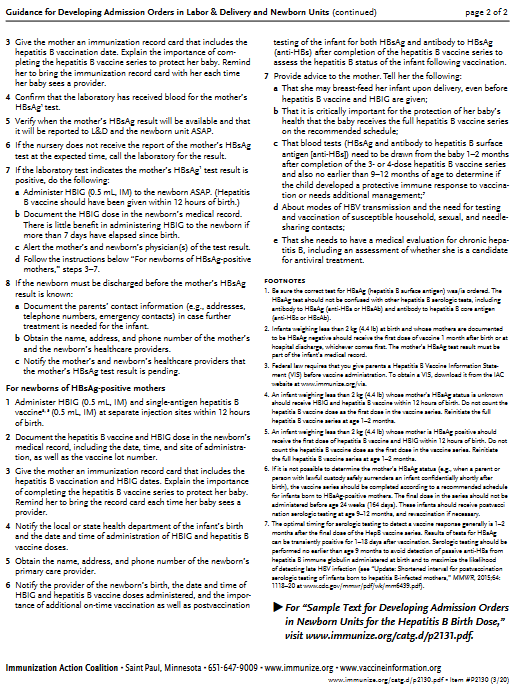 Guidance for Developing Admission Orders in Labor & Delivery and Newborn Units (continued) page 2 of 2
3 Give the mother an immunization record card that includes the
hepatitis B vaccination date. Explain the importance of com-
pleting the hepatitis B vaccine series to protect her baby. Remind
her to bring the immunization record card with her each time
her baby sees a provider.
4 Confirm that the laboratory has received blood for the mother's
HBsAg¹ test.
5 Verify when the mother's HBsAg result will be available and that
it will be reported to L&D and the newborn unit ASAP.
6 If the nursery does not receive the report of the mother's HBsAg
test at the expected time, call the laboratory for the result.
7 If the laboratory test indicates the mother's HBsAg¹ test result is
positive, do the following:
a Administer HBIG (0.5 mL, IM) to the newborn ASAP. (Hepatitis
B vaccine should have been given within 12 hours of birth.)
b Document the HBIG dose in the newborn's medical record.
There is little benefit in administering HBIG to the newborn if
more than 7 days have elapsed since birth.
c Alert the mother's and newborn's physician(s) of the test result.
d Follow the instructions below "For newborns of HBsAg-positive
mothers," steps 3–7.
8 If the newborn must be discharged before the mother's HBsAg
result is known:
a Document the parents' contact information (e.g., addresses,
telephone numbers, emergency contacts) in case further
treatment is needed for the infant.
b Obtain the name, address, and phone number of the mother's
and the newborn's healthcare providers.
c Notify the mother's and newborn's healthcare providers that
the mother's HBsAg test result is pending.
For newborns of HBsAg-positive mothers
1 Administer HBIG (0.5 mL, IM) and single-antigen hepatitis B
vaccine⁴,⁵ (0.5 mL, IM) at separate injection sites within 12 hours
of birth.
2 Document the hepatitis B vaccine and HBIG dose in the newborn's
medical record, including the date, time, and site of administra-
tion, as well as the vaccine lot number.
3 Give the mother an immunization record card that includes the
hepatitis B vaccination and HBIG dates. Explain the importance
of completing the hepatitis B vaccine series to protect her baby.
Remind her to bring the record card with her each time her baby sees a
provider.
4 Notify the local or state health department of the infant's birth
and the date and time of administration of HBIG and hepatitis B
vaccine doses.
5 Obtain the name, address, and phone number of the newborn's
primary care provider.
6 Notify the provider of the newborn's birth, the date and time of
HBIG and hepatitis B vaccine doses administered, and the impor-
tance of additional on-time vaccination as well as postvaccination
testing of the infant for both HBsAg and antibody to HBsAg
(anti-HBs) after completion of the hepatitis B vaccine series to
assess the hepatitis B status of the infant following vaccination.
7 Provide advice to the mother. Tell her the following:
a That she may breast-feed her infant upon delivery, even before
hepatitis B vaccine and HBIG are given;
b That it is critically important for the protection of her baby's
health that the baby receives the full hepatitis B vaccine series
on the recommended schedule;
c That blood tests (HBsAg and antibody to hepatitis B surface
antigen [anti-HBs]) need to be drawn from the baby 1–2 months
after completion of the 3- or 4-dose hepatitis B vaccine series
and also no earlier than 9–12 months of age to determine if
the child developed a protective immune response to vaccina-
tion or needs additional management;⁷
d About modes of HBV transmission and the need for testing
and vaccination of susceptible household, sexual, and needle-
sharing contacts;
e That she needs to have a medical evaluation for chronic hepa-
titis B, including an assessment of whether she is a candidate
for antiviral treatment.
FOOTNOTES
1. Be sure the correct test for HBsAg (hepatitis B surface antigen) was/is ordered. The
HBsAg test should not be confused with other hepatitis B serologic tests, including
antibody to HBsAg (anti-HBs or HBsAb) and antibody to hepatitis B core antigen
(anti-HBc or HBcAb).
2. Infants weighing less than 2 kg (4.4 lb) at birth and whose mothers are documented
to be HBsAg negative should receive the first dose of vaccine 1 month after birth or at
hospital discharge, whichever comes first. The mother's HBsAg test result must be
part of the infant's medical record.
3. Federal law requires that you give parents a Hepatitis B Vaccine Information State-
ment (VIS) before vaccine administration. To obtain a VIS, download it from the IAC
website at www.immunize.org/vis.
4. An infant weighing less than 2 kg (4.4 lb) whose mother's HBsAg status is unknown
should receive HBIG and hepatitis B vaccine within 12 hours of birth. Do not count the
hepatitis B vaccine dose as the first dose in the vaccine series. Reinitiate the full
hepatitis B vaccine series at age 1–2 months.
5. An infant weighing less than 2 kg (4.4 lb) whose mother is HBsAg positive should
receive the first dose of hepatitis B vaccine and HBIG within 12 hours of birth. Do not
count the hepatitis B vaccine dose as the first dose in the vaccine series. Reinitiate
the full hepatitis B vaccine series at age 1–2 months.
6. If it is not possible to determine the mother's HBsAg status (e.g., when a parent or
person with lawful custody safely surrenders an infant confidentially shortly after
birth), the vaccine series should be completed according to a recommended schedule
for infants born to HBsAg-positive mothers. The final dose in the series should not be
administered before age 24 weeks (164 days). These infants should receive postvacci-
nation serologic testing at age 9–12 months, and revaccination if necessary.
7. The optimal timing for serologic testing to detect a vaccine response generally is 1–2
months after the final dose of the HepB vaccine series. Results of tests for HBsAg
can be transiently positive for 1–18 days after vaccination. Serologic testing should be
performed no earlier than age 9 months to avoid detection of passive anti-HBs from
hepatitis B immune globulin administered at birth and to maximize the likelihood
of detecting late HBV infection (see "Update: Shortened interval for postvaccination
serologic testing of infants born to hepatitis B-infected mothers," MMWR, 2015;64:
1118–20 at www.cdc.gov/mmwr/pdf/wk/mm6439.pdf).
▶ For "Sample Text for Developing Admission Orders
in Newborn Units for the Hepatitis B Birth Dose,"
visit www.immunize.org/catg.d/p2131.pdf.
Immunization Action Coalition • Saint Paul, Minnesota • 651-647-9009 • www.immunize.org • www.vaccineinformation.org
www.immunize.org/catg.d/p2130.pdf • Item #P2130 (3/20)